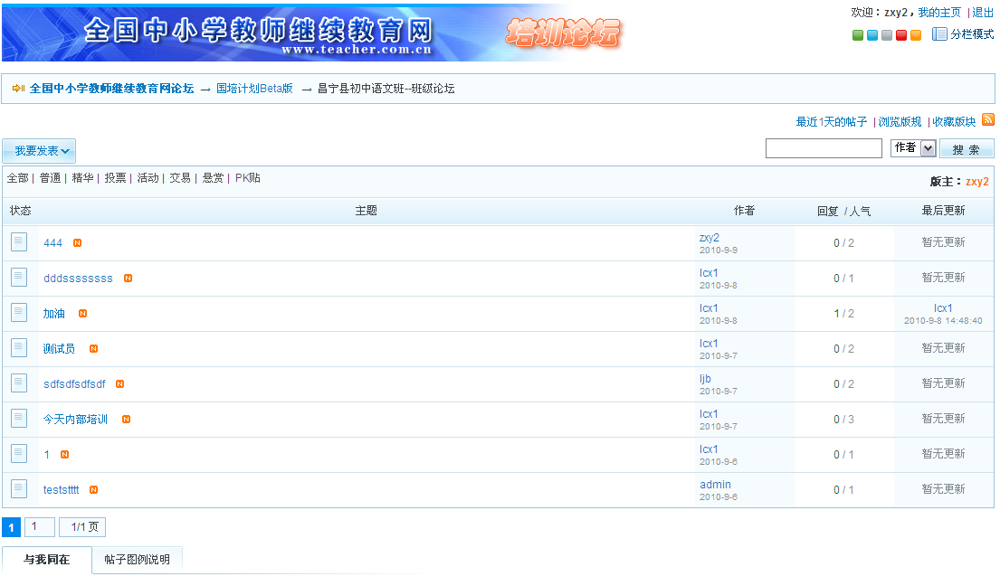 全国中小学教师继续教育网
www.teacher.com.cn
培训论坛
欢迎：zxy2，我的主页 | 退出
分栏模式
全国中小学教师继续教育网论坛 → 国培计划Beta版 → 昌宁县初中语文班--班级论坛
最近1天的帖子 | 浏览版规 | 收藏版块
我要发表
作者
搜 索
全部 | 普通 | 精华 | 投票 | 活动 | 交易 | 悬赏 | PK贴
版主：zxy2
状态 主题 作者 回复 / 人气 最后更新
444 N zxy2 0 / 2 暂无更新
2010-9-9
dddssssssss N lcx1 0 / 1 暂无更新
2010-9-8
加油 N lcx1 1 / 2 lcx1
2010-9-8 2010-9-8 14:48:40
测试员 N lcx1 0 / 2 暂无更新
2010-9-7
sdfsdfsdfsdf N ljb 0 / 2 暂无更新
2010-9-7
今天内部培训 N lcx1 0 / 3 暂无更新
2010-9-7
1 N lcx1 0 / 1 暂无更新
2010-9-6
teststttt N admin 0 / 1 暂无更新
2010-9-6
1 1 1/1 页
与我同在 帖子图例说明